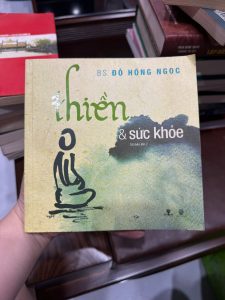 BS ĐỖ HỒNG NGỌC
thiền
& sức khỏe